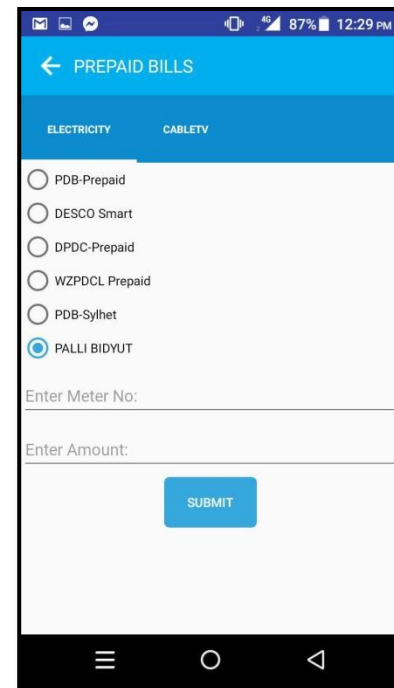 4G 87% 12:29 PM
PREPAID BILLS
ELECTRICITY CABLETV
PDB-Prepaid
DESCO Smart
DPDC-Prepaid
WZPDCL Prepaid
PDB-Sylhet
PALLI BIDYUT
Enter Meter No:
Enter Amount:
SUBMIT